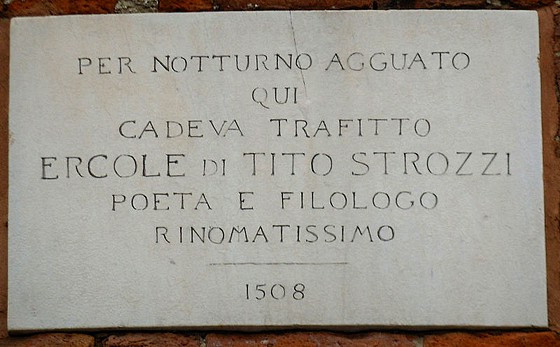 PER NOTTURNO AGGUATO
QUI
CADEVA TRAFITTO
ERCOLE DI TITO STROZZI
POETA E FILOLOGO
RINOMATISSIMO
1508